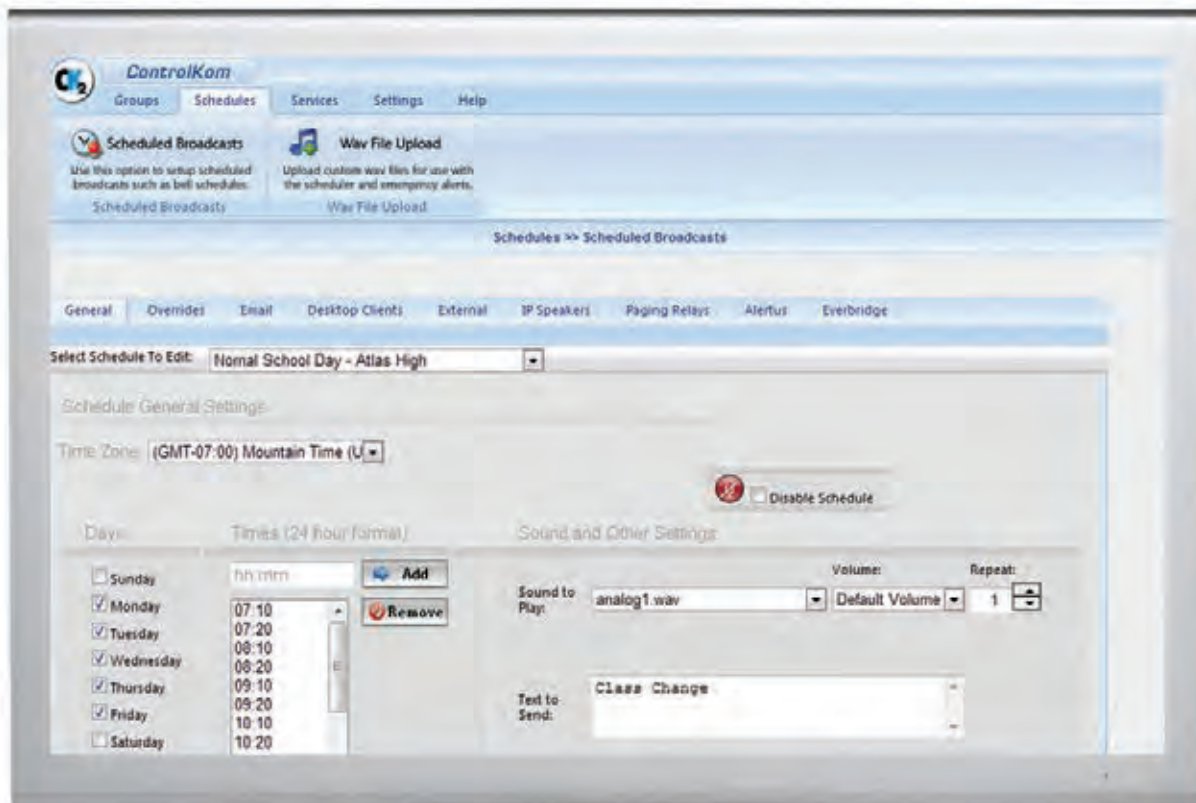 CK2
ControlKom
Groups Schedules Services Settings Help
Scheduled Broadcasts Wav File Upload
Use this option to setup scheduled Upload custom wav files for use with
broadcasts such as bell schedules. the scheduler and emergency alerts.
Scheduled Broadcasts Wav File Upload
Schedules >> Scheduled Broadcasts
General Overrides Email Desktop Clients External IP Speakers Paging Relays Alertus Everbridge
Select Schedule To Edit: Nomal School Day - Atlas High
Schedule General Settings
Time Zone: (GMT-07:00) Mountain Time (U
Disable Schedule
Days Times (24 hour format) Sound and Other Settings
Volume: Repeat:
Sunday hh:mm Add
Sound to
Play: analog1.wav Default Volume 1
Monday 07:10 Remove
Tuesday 07:20
Wednesday 08:10
08:20
Thursday 09:10
Text to
Send: Class Change
Friday 09:20
10:10
Saturday 10:20